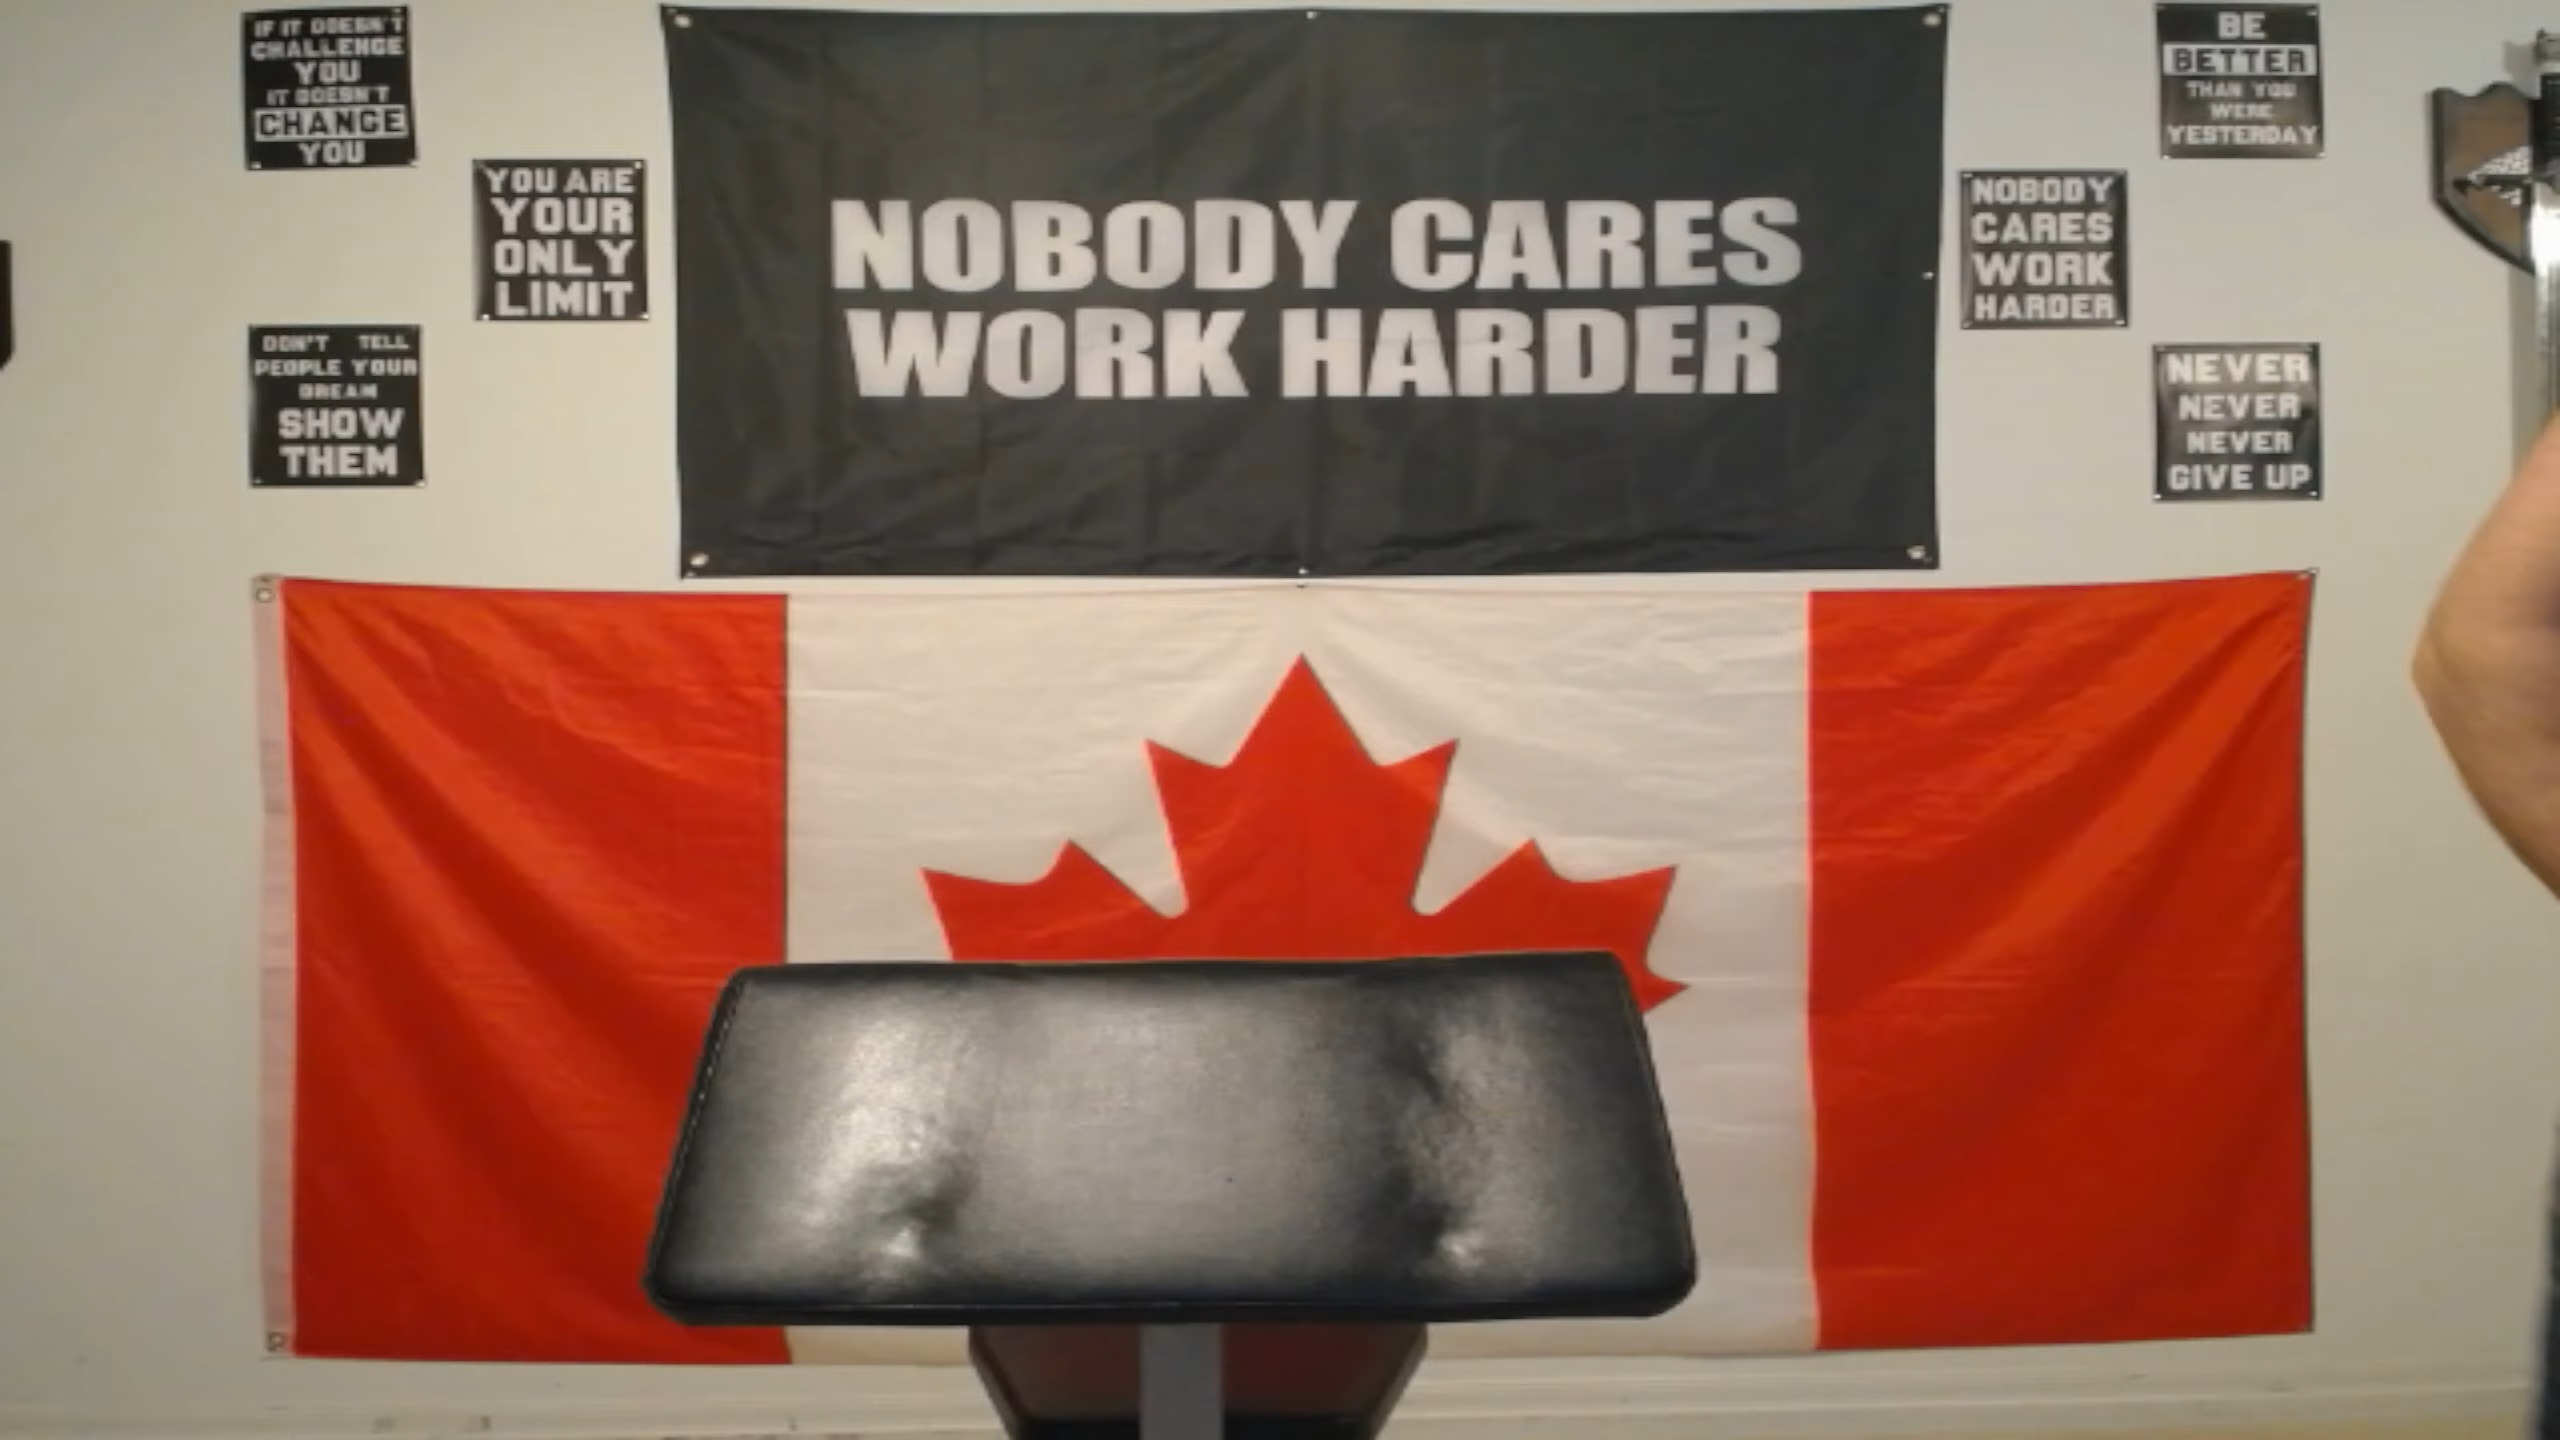 IF IT DOESN'T
CHALLENGE
YOU
IT DOESN'T
CHANGE
YOU
YOU ARE
YOUR
ONLY
LIMIT
DON'T TELL
PEOPLE YOUR
DREAM
SHOW
THEM
NOBODY CARES
WORK HARDER
BE
BETTER
THAN YOU
WERE
YESTERDAY
NOBODY
CARES
WORK
HARDER
NEVER
NEVER
NEVER
GIVE UP